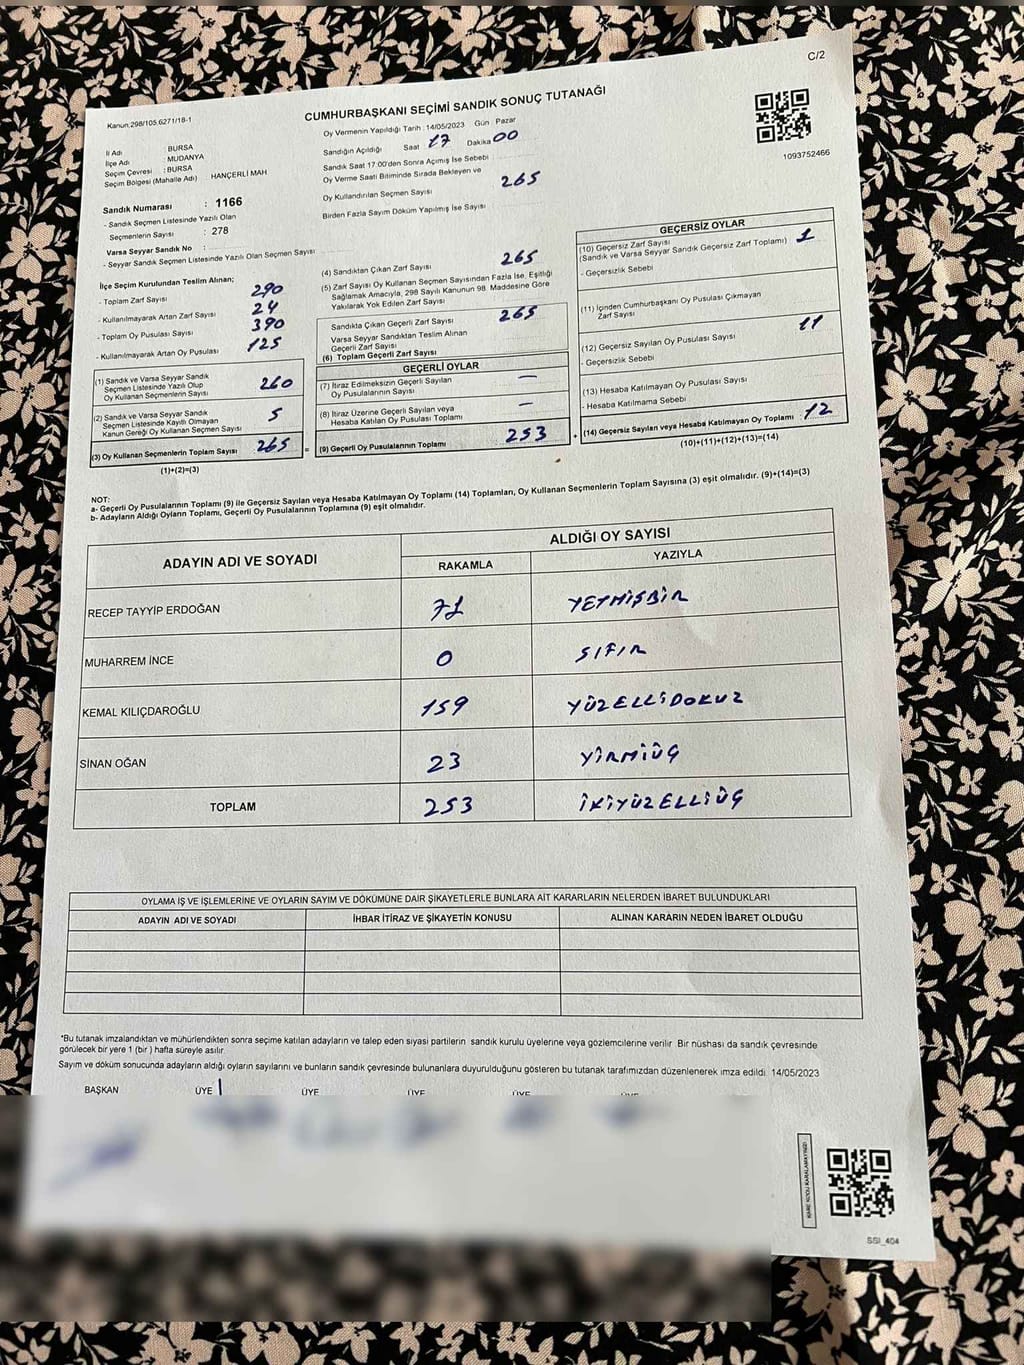 C/2
Kanun:298/105,6271/18-1
CUMHURBAŞKANI SEÇİMİ SANDIK SONUÇ TUTANAĞI
İl Adı : BURSA
İlçe Adı : MUDANYA
Seçim Çevresi : BURSA
Seçim Bölgesi (Mahalle Adı) HANÇERLİ MAH
Sandık Numarası : 1166
- Sandık Seçmen Listesinde Yazılı Olan
Seçmenlerin Sayısı : 278
Varsa Seyyar Sandık No :
- Seyyar Sandık Seçmen Listesinde Yazılı Olan Seçmen Sayısı:
Oy Vermenin Yapıldığı Tarih : 14/05/2023 Gün : Pazar
Sandığın Açıldığı Saat 17 Dakika 00
Sandık Saat 17:00'den Sonra Açılmış İse Sebebi
Oy Verme Saati Bitiminde Sırada Bekleyen ve
Oy Kullandırılan Seçmen Sayısı 265
Birden Fazla Sayım Döküm Yapılmış İse Sayısı
1093752466
İlçe Seçim Kurulundan Teslim Alınan;
- Toplam Zarf Sayısı 290
- Kullanılmayarak Artan Zarf Sayısı 24
- Toplam Oy Pusulası Sayısı 390
- Kullanılmayarak Artan Oy Pusulası 125
(1) Sandık ve Varsa Seyyar Sandık
Seçmen Listesinde Yazılı Olup
Oy Kullanan Seçmenlerin Sayısı 260
(2) Sandık ve Varsa Seyyar Sandık
Seçmen Listesinde Kayıtlı Olmayan
Kanun Gereği Oy Kullanan Seçmen Sayısı 5
(3) Oy Kullanan Seçmenlerin Toplam Sayısı 265
(1)+(2)=(3)
(4) Sandıktan Çıkan Zarf Sayısı 265
(5) Zarf Sayısı Oy Kullanan Seçmen Sayısından Fazla İse, Eşitliği
Sağlamak Amacıyla, 298 Sayılı Kanunun 98. Maddesine Göre
Yakılarak Yok Edilen Zarf Sayısı
Sandıkta Çıkan Geçerli Zarf Sayısı 265
Varsa Seyyar Sandıktan Teslim Alınan
Geçerli Zarf Sayısı
(6) Toplam Geçerli Zarf Sayısı
GEÇERLİ OYLAR
(7) İtiraz Edilmeksizin Geçerli Sayılan
Oy Pusulalarının Sayısı —
(8) İtiraz Üzerine Geçerli Sayılan veya
Hesaba Katılan Oy Pusulası Toplamı —
= (9) Geçerli Oy Pusulalarının Toplamı 253 +
GEÇERSİZ OYLAR
(10) Geçersiz Zarf Sayısı
(Sandık ve Varsa Seyyar Sandık Geçersiz Zarf Toplamı) 1
- Geçersizlik Sebebi
(11) İçinden Cumhurbaşkanı Oy Pusulası Çıkmayan
Zarf Sayısı
(12) Geçersiz Sayılan Oy Pusulası Sayısı 11
- Geçersizlik Sebebi
(13) Hesaba Katılmayan Oy Pusulası Sayısı
- Hesaba Katılmama Sebebi
(14) Geçersiz Sayılan veya Hesaba Katılmayan Oy Toplamı 12
(10)+(11)+(12)+(13)=(14)
NOT:
a- Geçerli Oy Pusulalarının Toplamı (9) ile Geçersiz Sayılan veya Hesaba Katılmayan Oy Toplamı (14) Toplamları, Oy Kullanan Seçmenlerin Toplam Sayısına (3) eşit olmalıdır. (9)+(14)=(3)
b- Adayların Aldığı Oyların Toplamı, Geçerli Oy Pusulalarının Toplamına (9) eşit olmalıdır.
ADAYIN ADI VE SOYADI ALDIĞI OY SAYISI
RAKAMLA YAZIYLA
RECEP TAYYİP ERDOĞAN 71 YETMİŞBİR
MUHARREM İNCE 0 SIFIR
KEMAL KILIÇDAROĞLU 159 YÜZELLİDOKUZ
SİNAN OĞAN 23 YİRMİÜÇ
TOPLAM 253 İKİYÜZELLİÜÇ
OYLAMA İŞ VE İŞLEMLERİNE VE OYLARIN SAYIM VE DÖKÜMÜNE DAİR ŞİKAYETLERLE BUNLARA AİT KARARLARIN NELERDEN İBARET BULUNDUKLARI
ADAYIN ADI VE SOYADI İHBAR İTİRAZ VE ŞİKAYETİN KONUSU ALINAN KARARIN NEDEN İBARET OLDUĞU
*Bu tutanak imzalandıktan ve mühürlendikten sonra seçime katılan adayların ve talep eden siyasi partilerin sandık kurulu üyelerine veya gözlemcilerine verilir Bir nüshası da sandık çevresinde
görülecek bir yere 1 (bir ) hafta süreyle asılır.
Sayım ve döküm sonucunda adayların aldığı oyların sayılarını ve bunların sandık çevresinde bulunanlara duyurulduğunu gösteren bu tutanak tarafımızdan düzenlenerek imza edildi. 14/05/2023
BAŞKAN ÜYE ÜYE ÜYE ÜYE ÜYE
KARE KODU KARALAMAYINIZ!
SSI_404